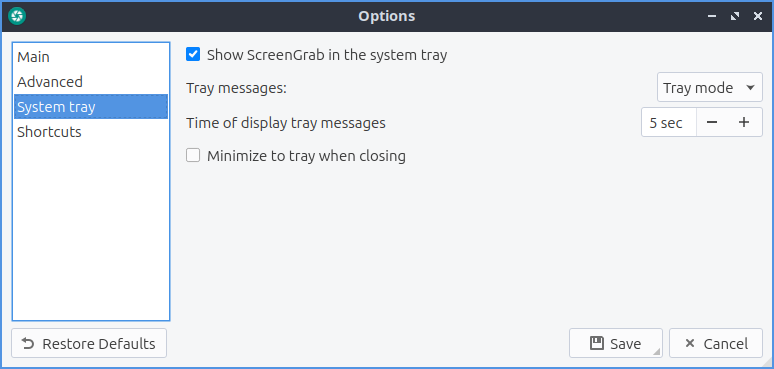 Options
Main
Advanced
System tray
Shortcuts
Show ScreenGrab in the system tray
Tray messages:
Tray mode
Time of display tray messages
5 sec
Minimize to tray when closing
Restore Defaults
Save
Cancel